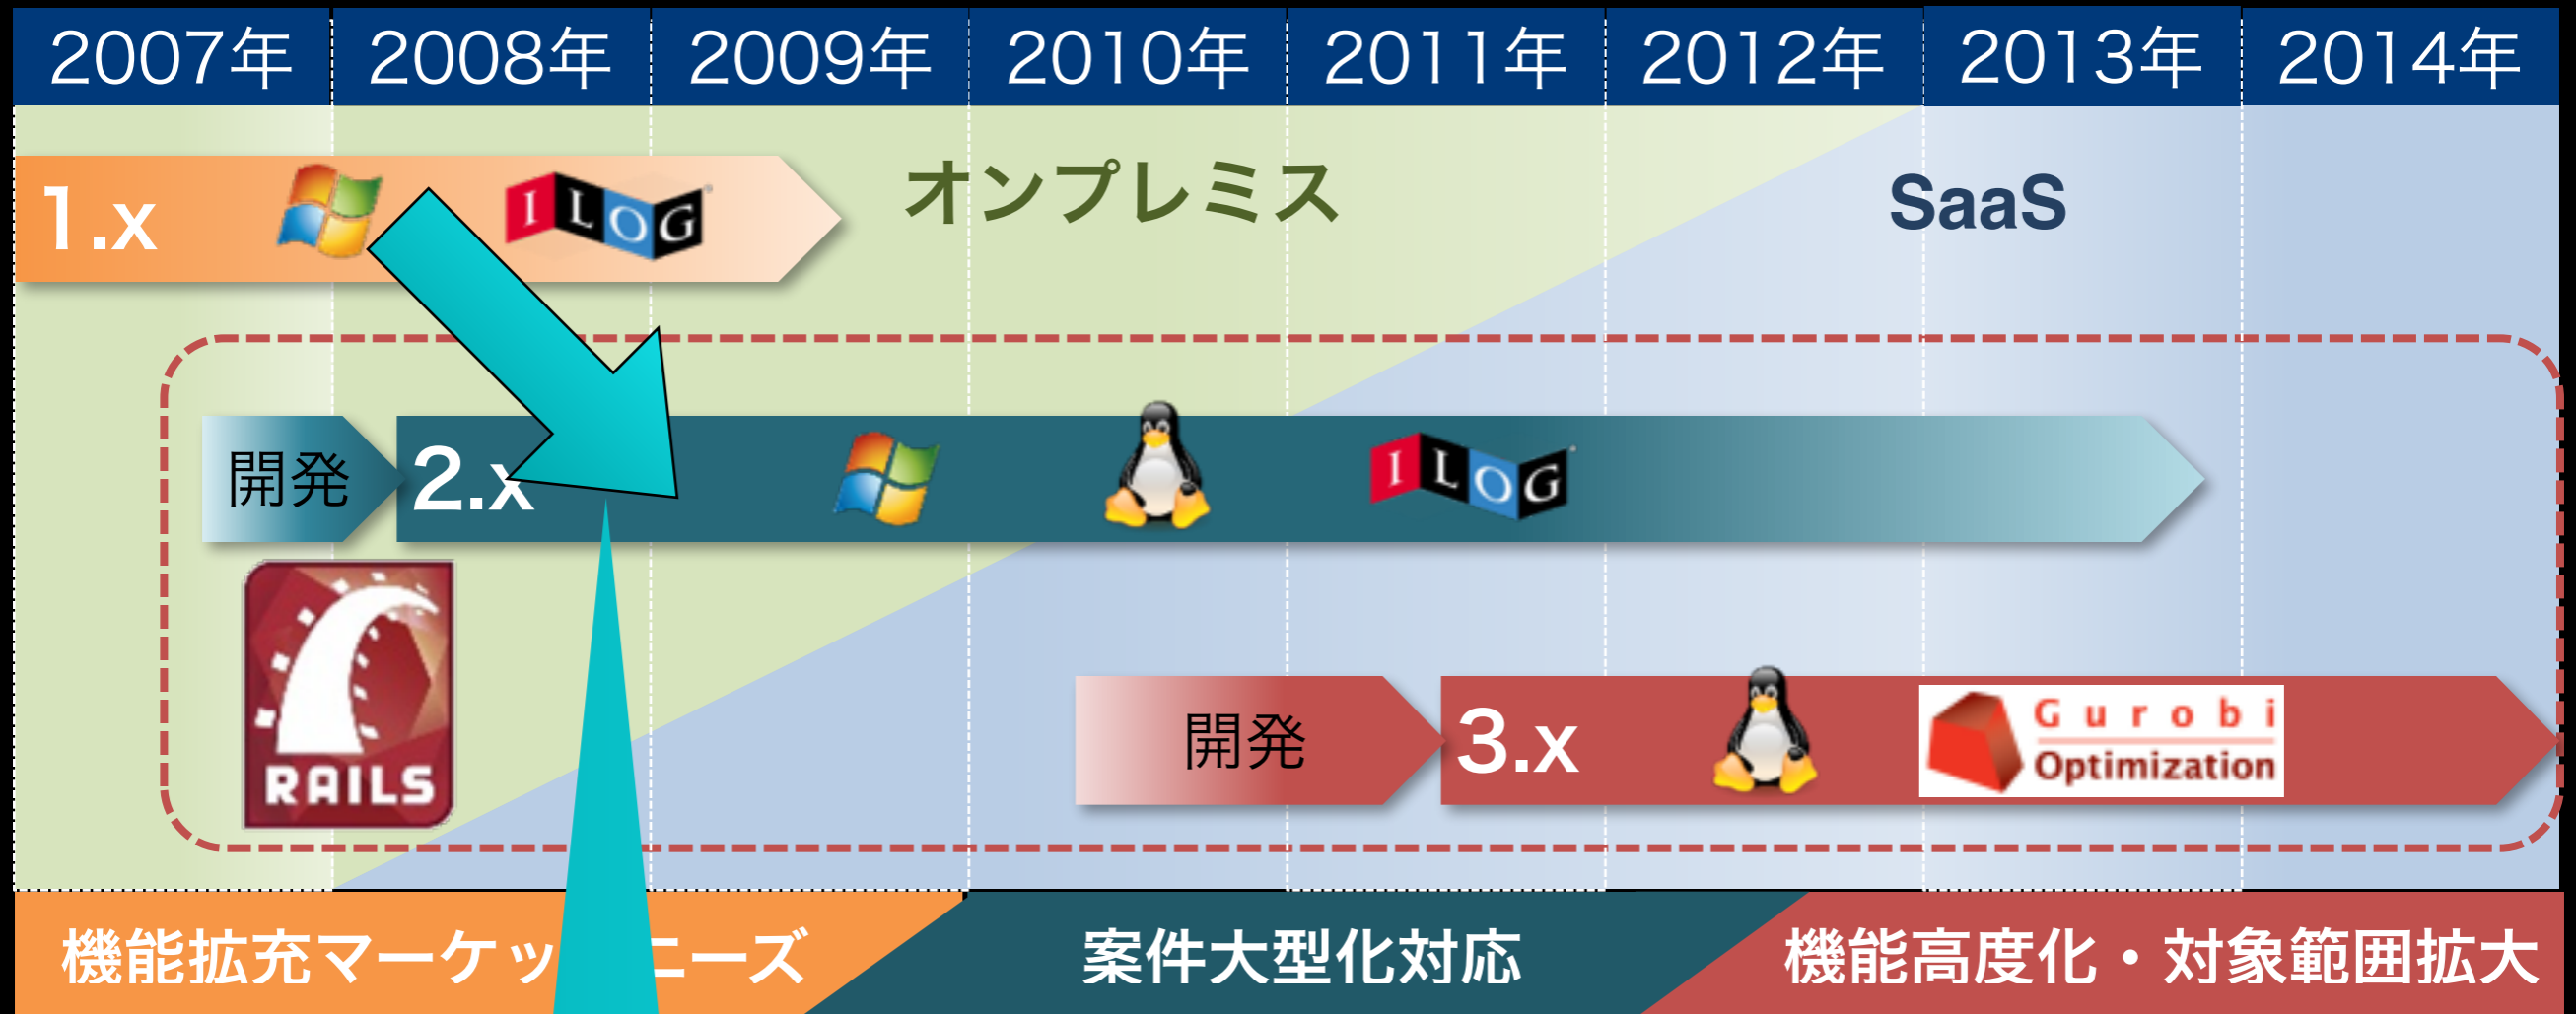 2007年 2008年 2009年 2010年 2011年 2012年 2013年 2014年
1.x
ILOG
オンプレミス
SaaS
開発
2.x
ILOG
RAILS
開発
3.x
Gurobi
Optimization
機能拡充マーケッ ニーズ
案件大型化対応
機能高度化・対象範囲拡大